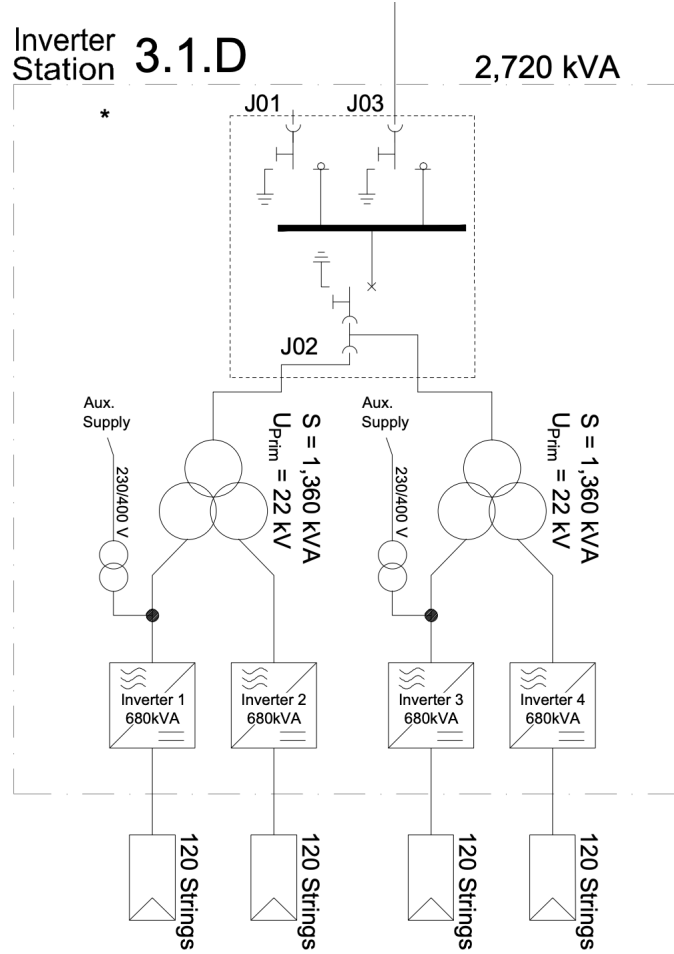 Inverter
Station
3.1.D
2,720 kVA
*
J01
J03
J02
Aux.
Supply
230/400 V
S = 1,360 kVA
UPrim = 22 kV
Aux.
Supply
230/400 V
S = 1,360 kVA
UPrim = 22 kV
Inverter 1
680kVA
Inverter 2
680kVA
Inverter 3
680kVA
Inverter 4
680kVA
120 Strings
120 Strings
120 Strings
120 Strings